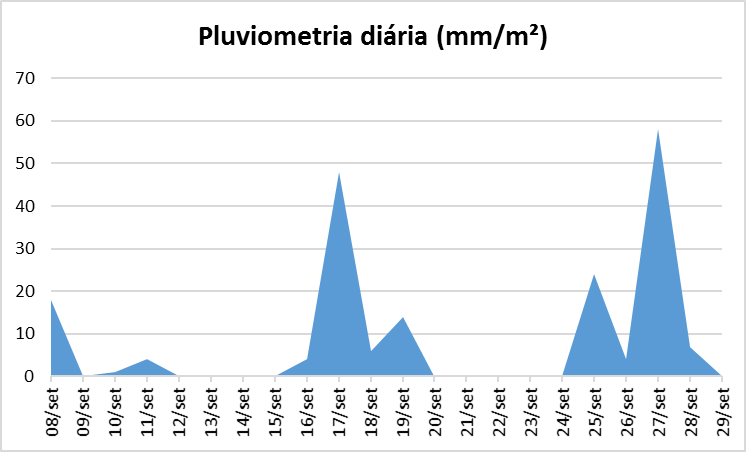 Pluviometria diária (mm/m²)
70
60
50
40
30
20
10
0
08/set
09/set
10/set
11/set
12/set
13/set
14/set
15/set
16/set
17/set
18/set
19/set
20/set
21/set
22/set
23/set
24/set
25/set
26/set
27/set
28/set
29/set